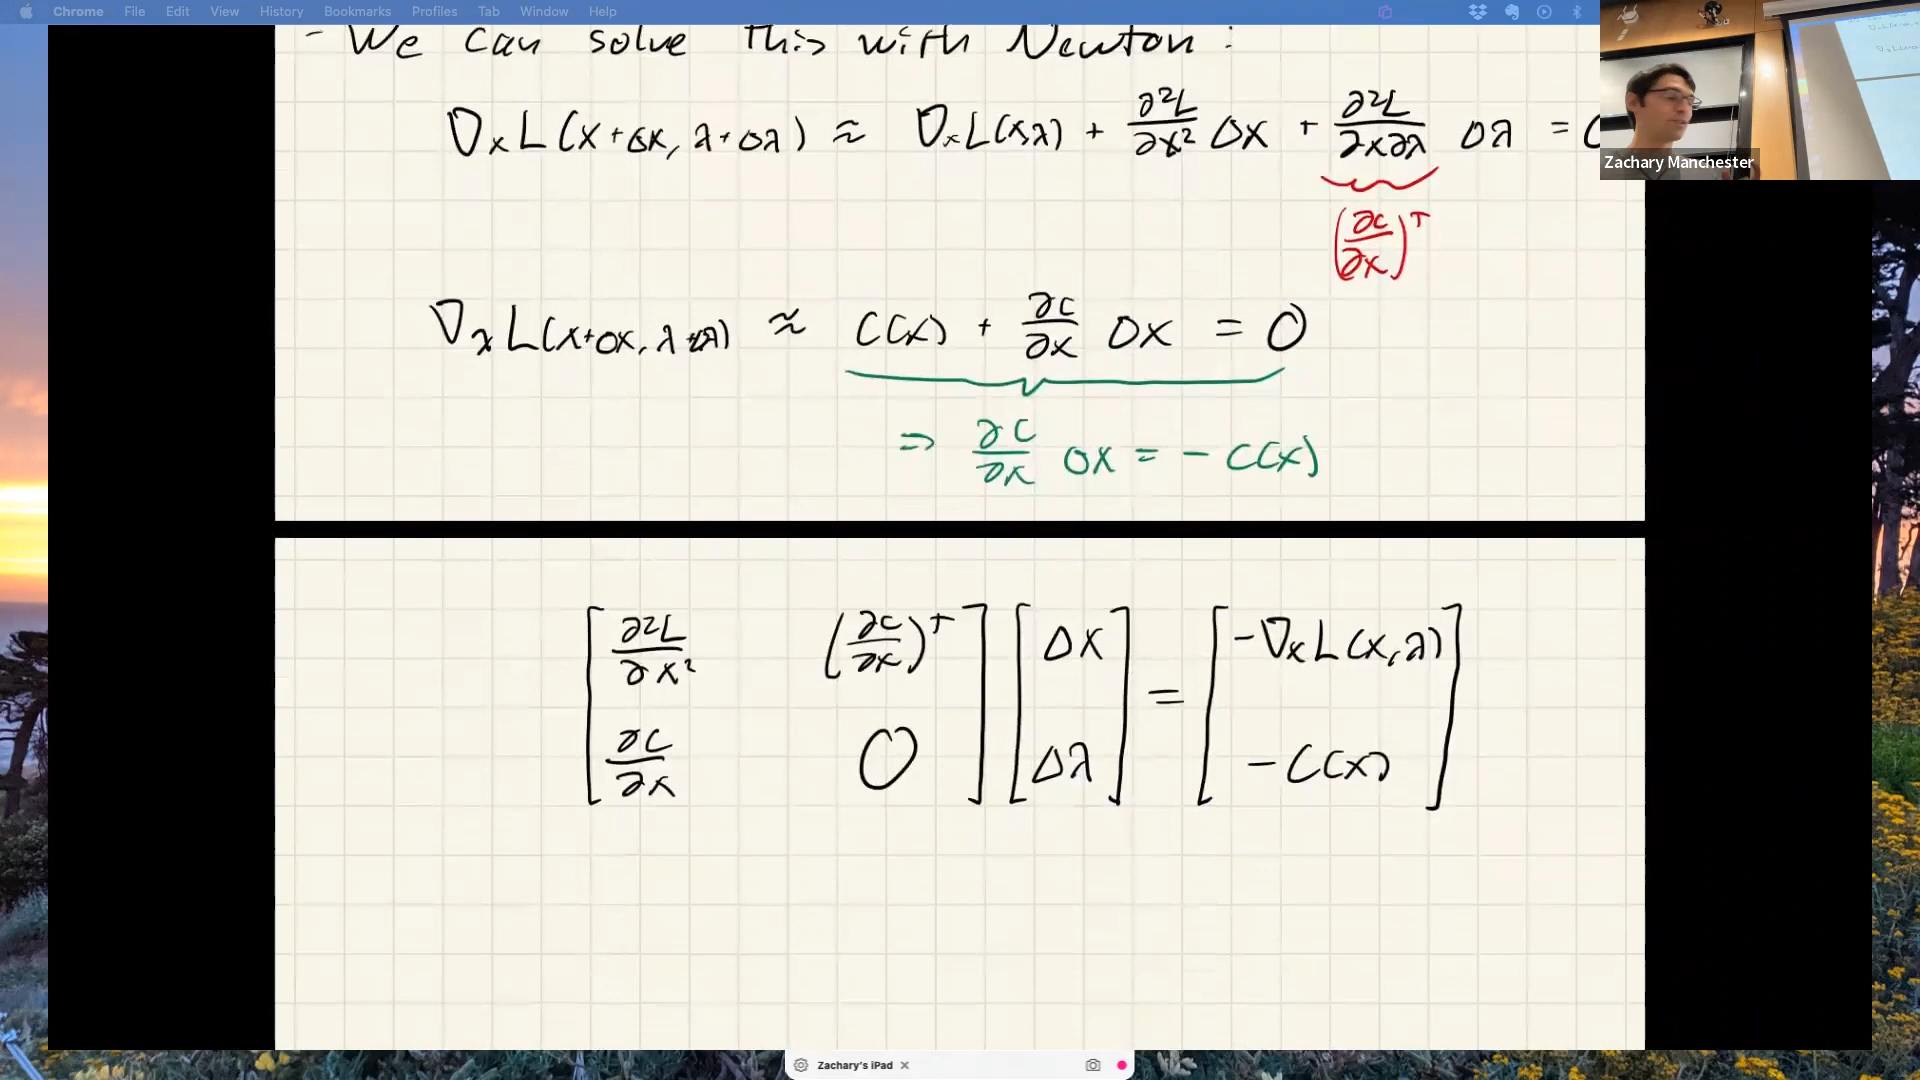 Chrome File Edit View History Bookmarks Profiles Tab Window Help
- We can solve this with Newton:
∇ₓL(x+Δx, λ+Δλ) ≈ ∇ₓL(x,λ) + ∂²L/∂x² Δx + ∂²L/∂x∂λ Δλ = 0
(∂c/∂x)ᵀ
∇_λ L(x+Δx, λ+Δλ) ≈ C(x) + ∂c/∂x Δx = 0
⇒ ∂c/∂x Δx = - C(x)
[ ∂²L/∂x² (∂c/∂x)ᵀ ] [ Δx ] = [ -∇ₓL(x,λ) ]
[ ∂c/∂x 0 ] [ Δλ ] [ -C(x) ]
Zachary Manchester
Zachary's iPad